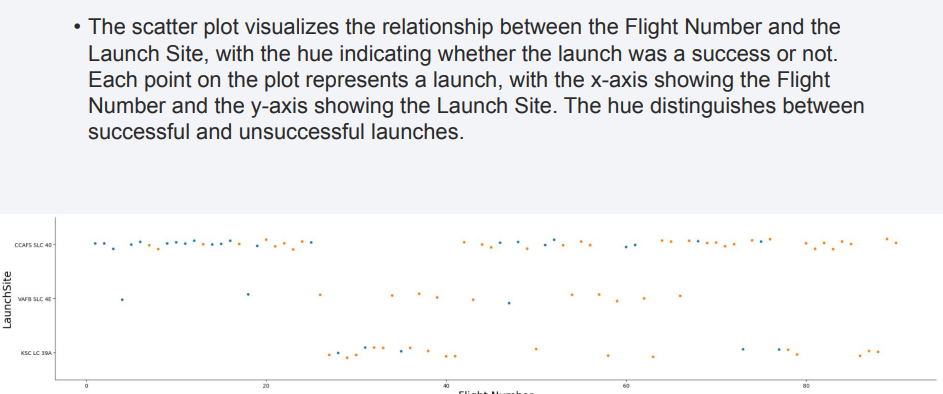 • The scatter plot visualizes the relationship between the Flight Number and the
Launch Site, with the hue indicating whether the launch was a success or not.
Each point on the plot represents a launch, with the x-axis showing the Flight
Number and the y-axis showing the Launch Site. The hue distinguishes between
successful and unsuccessful launches.
CCAFS SLC 40
VAFB SLC 4E
KSC LC 39A
LaunchSite
0 20 40 60 80
Flight Number